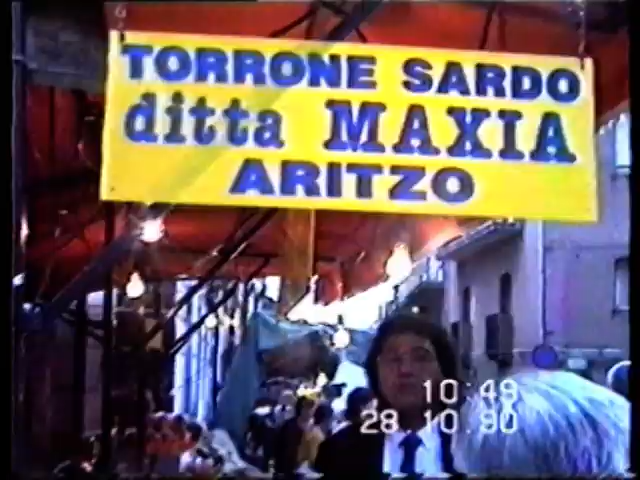 TORRONE SARDO
ditta MAXIA
ARITZO
10:49
28.10.90